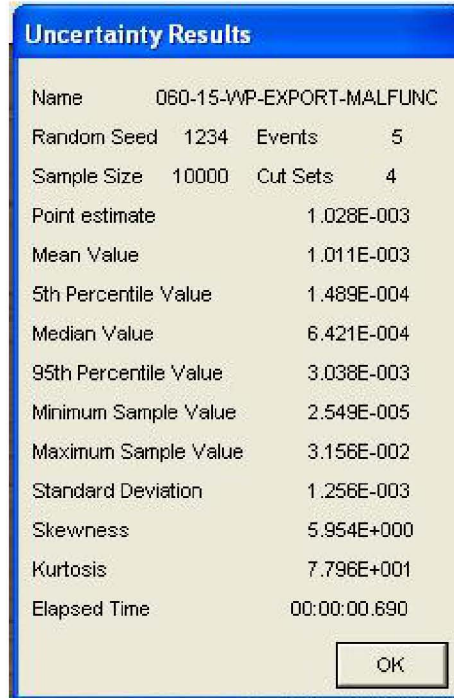 Uncertainty Results
Name 060-15-WP-EXPORT-MALFUNC
Random Seed 1234 Events 5
Sample Size 10000 Cut Sets 4
Point estimate 1.028E-003
Mean Value 1.011E-003
5th Percentile Value 1.489E-004
Median Value 6.421E-004
95th Percentile Value 3.038E-003
Minimum Sample Value 2.549E-005
Maximum Sample Value 3.156E-002
Standard Deviation 1.256E-003
Skewness 5.954E+000
Kurtosis 7.796E+001
Elapsed Time 00:00:00.690
OK